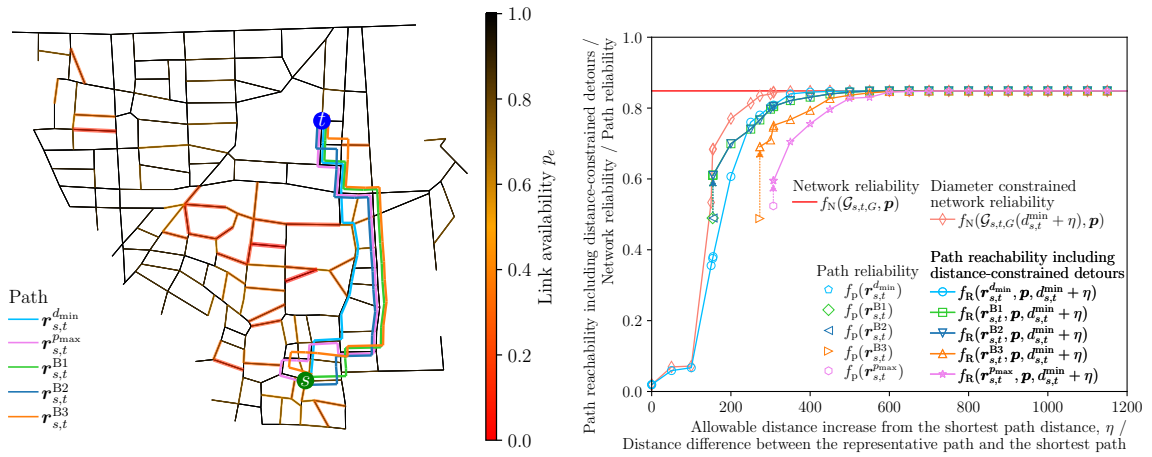 t
s
Path
r_{s,t}^{d_min}
r_{s,t}^{p_max}
r_{s,t}^{B1}
r_{s,t}^{B2}
r_{s,t}^{B3}
1.0
0.8
0.6
0.4
0.2
0.0
Link availability p_e
Path reachability including distance-constrained detours /
Network reliability / Path reliability
1.0
0.8
0.6
0.4
0.2
0.0
Network reliability
f_N(𝒢_{s,t,G}, p)
Diameter constrained
network reliability
f_N(𝒢_{s,t,G}(d_{s,t}^{min} + η), p)
Path reliability
f_p(r_{s,t}^{d_min})
f_p(r_{s,t}^{B1})
f_p(r_{s,t}^{B2})
f_p(r_{s,t}^{B3})
f_p(r_{s,t}^{p_max})
Path reachability including
distance-constrained detours
f_R(r_{s,t}^{d_min}, p, d_{s,t}^{min} + η)
f_R(r_{s,t}^{B1}, p, d_{s,t}^{min} + η)
f_R(r_{s,t}^{B2}, p, d_{s,t}^{min} + η)
f_R(r_{s,t}^{B3}, p, d_{s,t}^{min} + η)
f_R(r_{s,t}^{p_max}, p, d_{s,t}^{min} + η)
0 200 400 600 800 1000 1200
Allowable distance increase from the shortest path distance, η /
Distance difference between the representative path and the shortest path